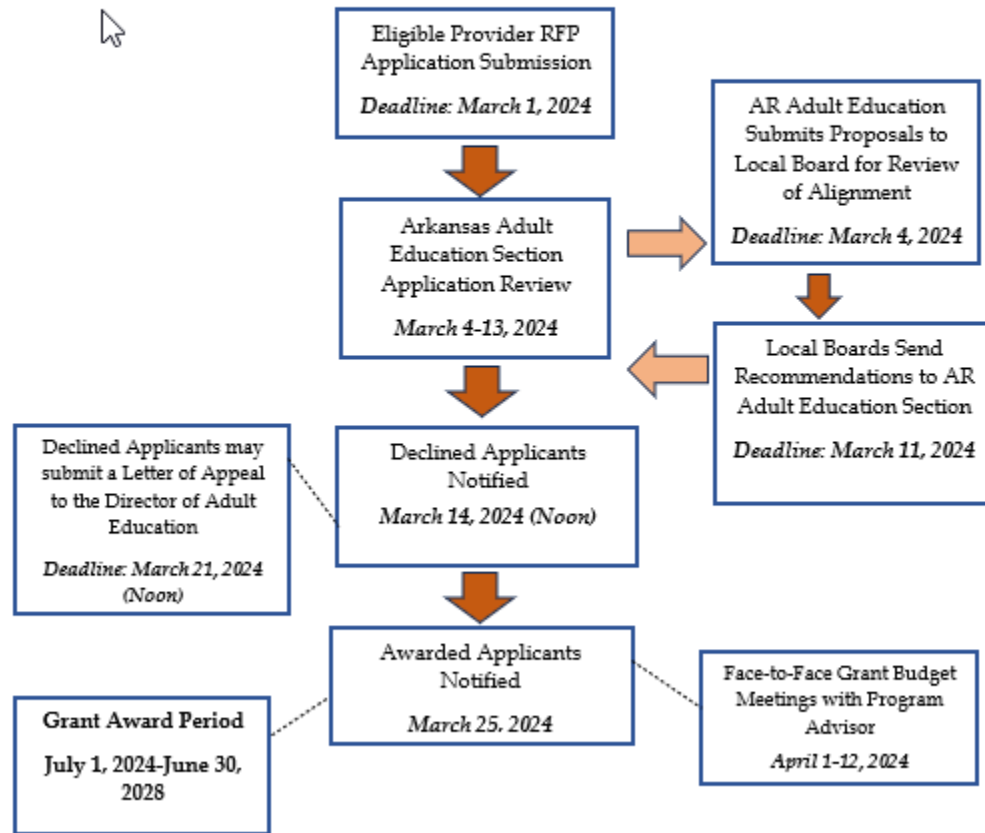 Eligible Provider RFP
Application Submission
Deadline: March 1, 2024
AR Adult Education
Submits Proposals to
Local Board for Review
of Alignment
Deadline: March 4, 2024
Arkansas Adult
Education Section
Application Review
March 4-13, 2024
Local Boards Send
Recommendations to AR
Adult Education Section
Deadline: March 11, 2024
Declined Applicants may
submit a Letter of Appeal
to the Director of Adult
Education
Deadline: March 21, 2024
(Noon)
Declined Applicants
Notified
March 14, 2024 (Noon)
Awarded Applicants
Notified
March 25, 2024
Face-to-Face Grant Budget
Meetings with Program
Advisor
April 1-12, 2024
Grant Award Period
July 1, 2024-June 30,
2028